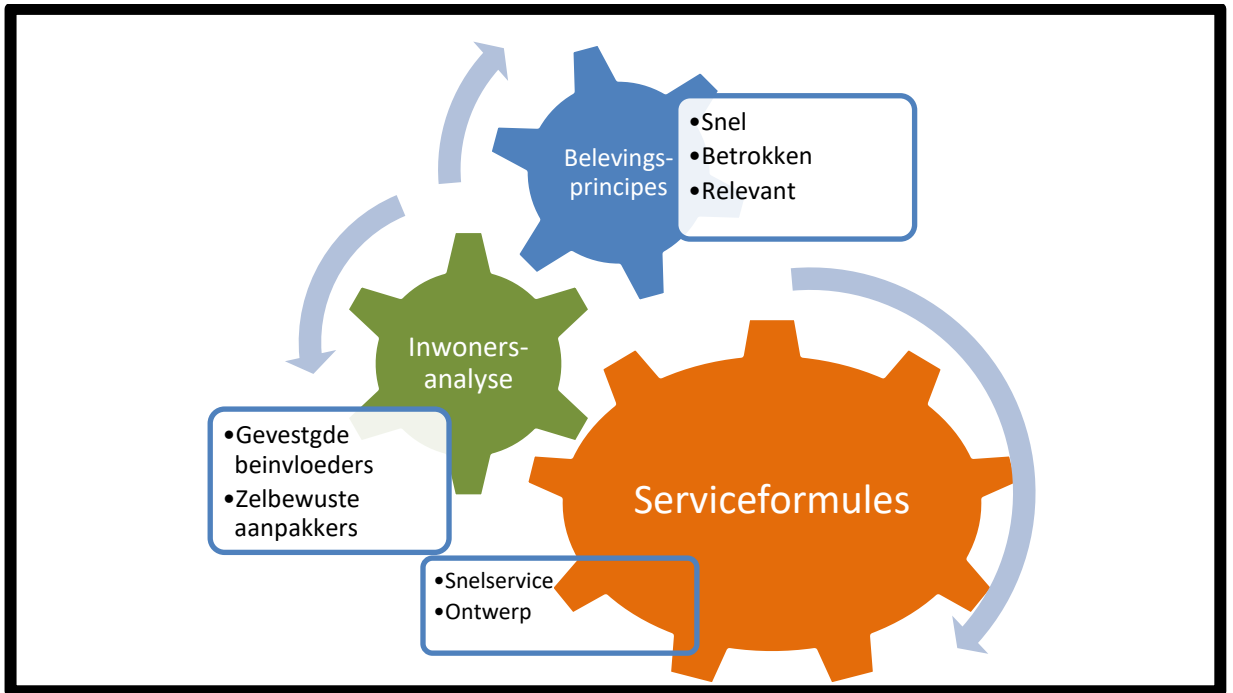 Belevings-
principes
•Snel
•Betrokken
•Relevant
Inwoners-
analyse
•Gevestgde
beinvloeders
•Zelbewuste
aanpakkers
Serviceformules
•Snelservice
•Ontwerp